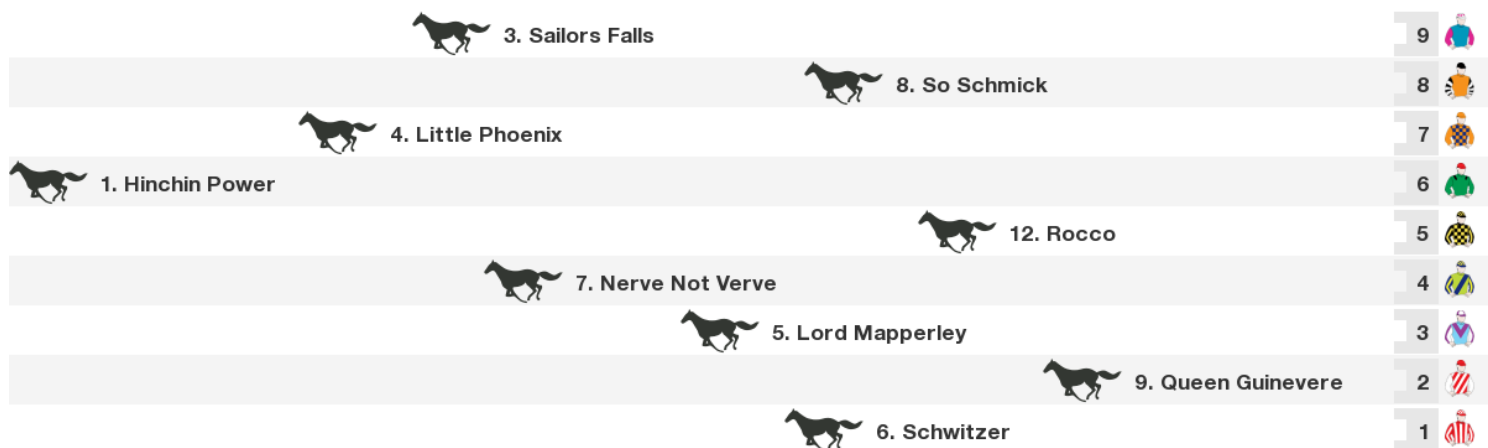 3. Sailors Falls 9
8. So Schmick 8
4. Little Phoenix 7
1. Hinchin Power 6
12. Rocco 5
7. Nerve Not Verve 4
5. Lord Mapperley 3
9. Queen Guinevere 2
6. Schwitzer 1